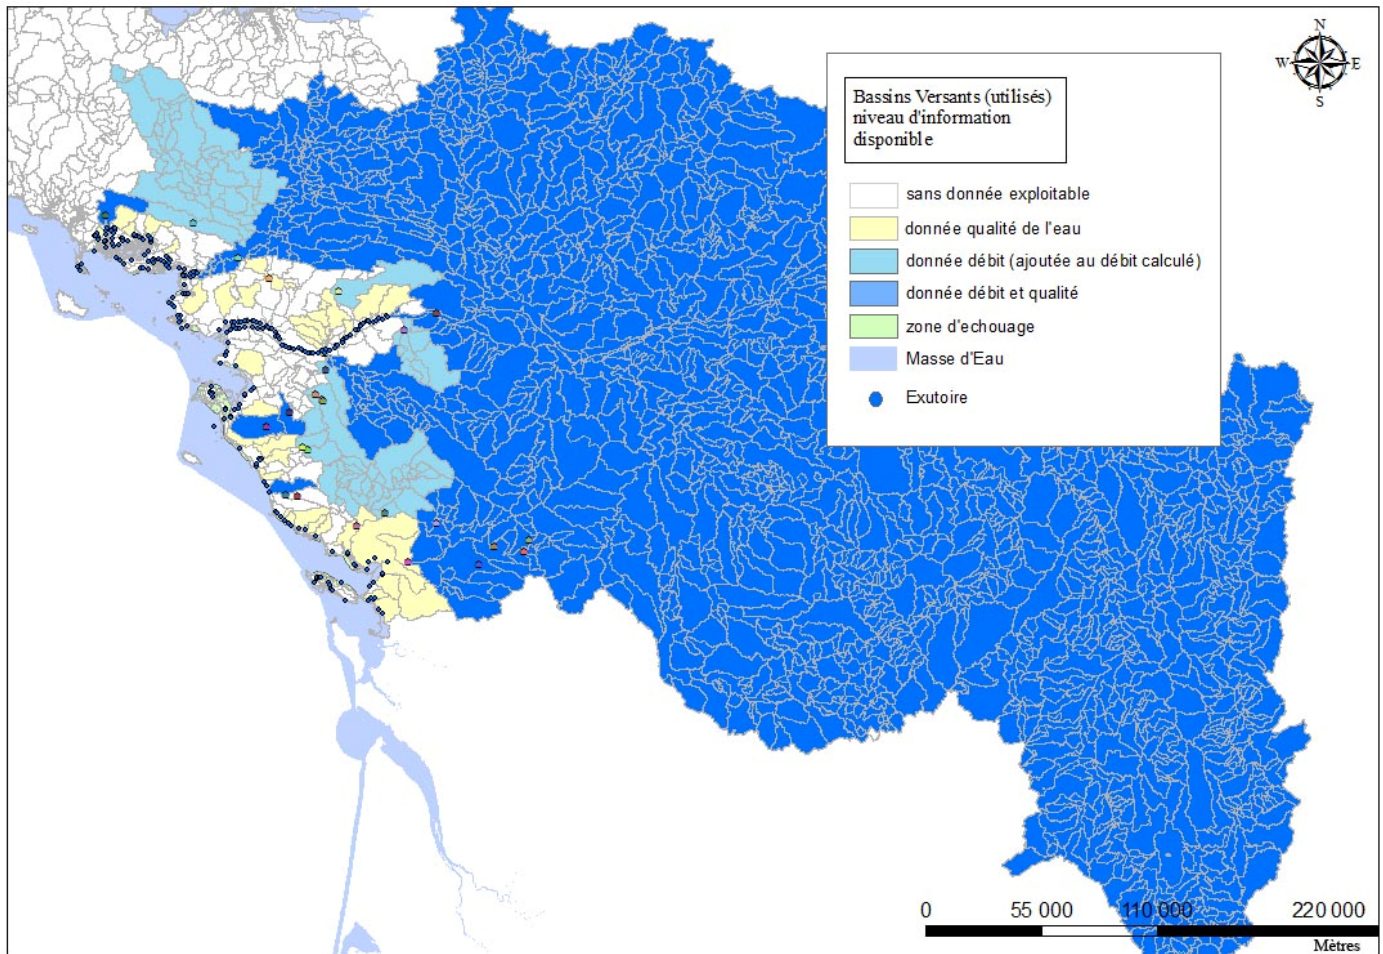 N
W E
S
Bassins Versants (utilisés)
niveau d'information
disponible
sans donnée exploitable
donnée qualité de l'eau
donnée débit (ajoutée au débit calculé)
donnée débit et qualité
zone d'echouage
Masse d'Eau
Exutoire
0 55 000 110 000 220 000
Mètres